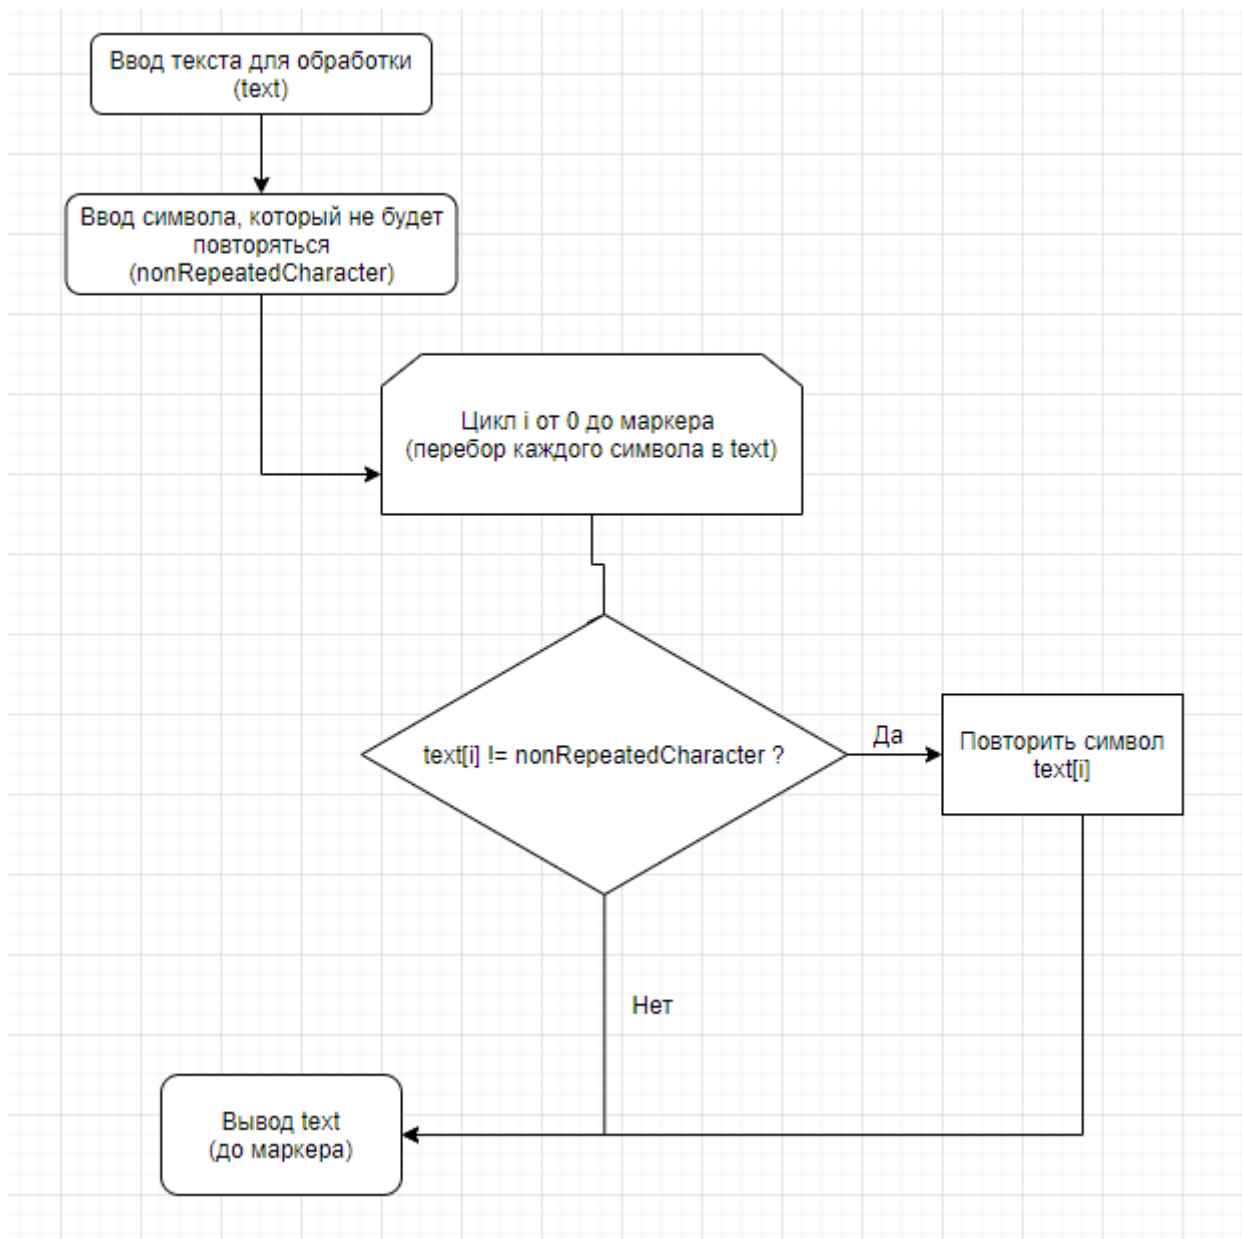 Ввод текста для обработки
(text)
Ввод символа, который не будет
повторяться
(nonRepeatedCharacter)
Цикл i от 0 до маркера
(перебор каждого символа в text)
text[i] != nonRepeatedCharacter ?
Да
Повторить символ
text[i]
Нет
Вывод text
(до маркера)